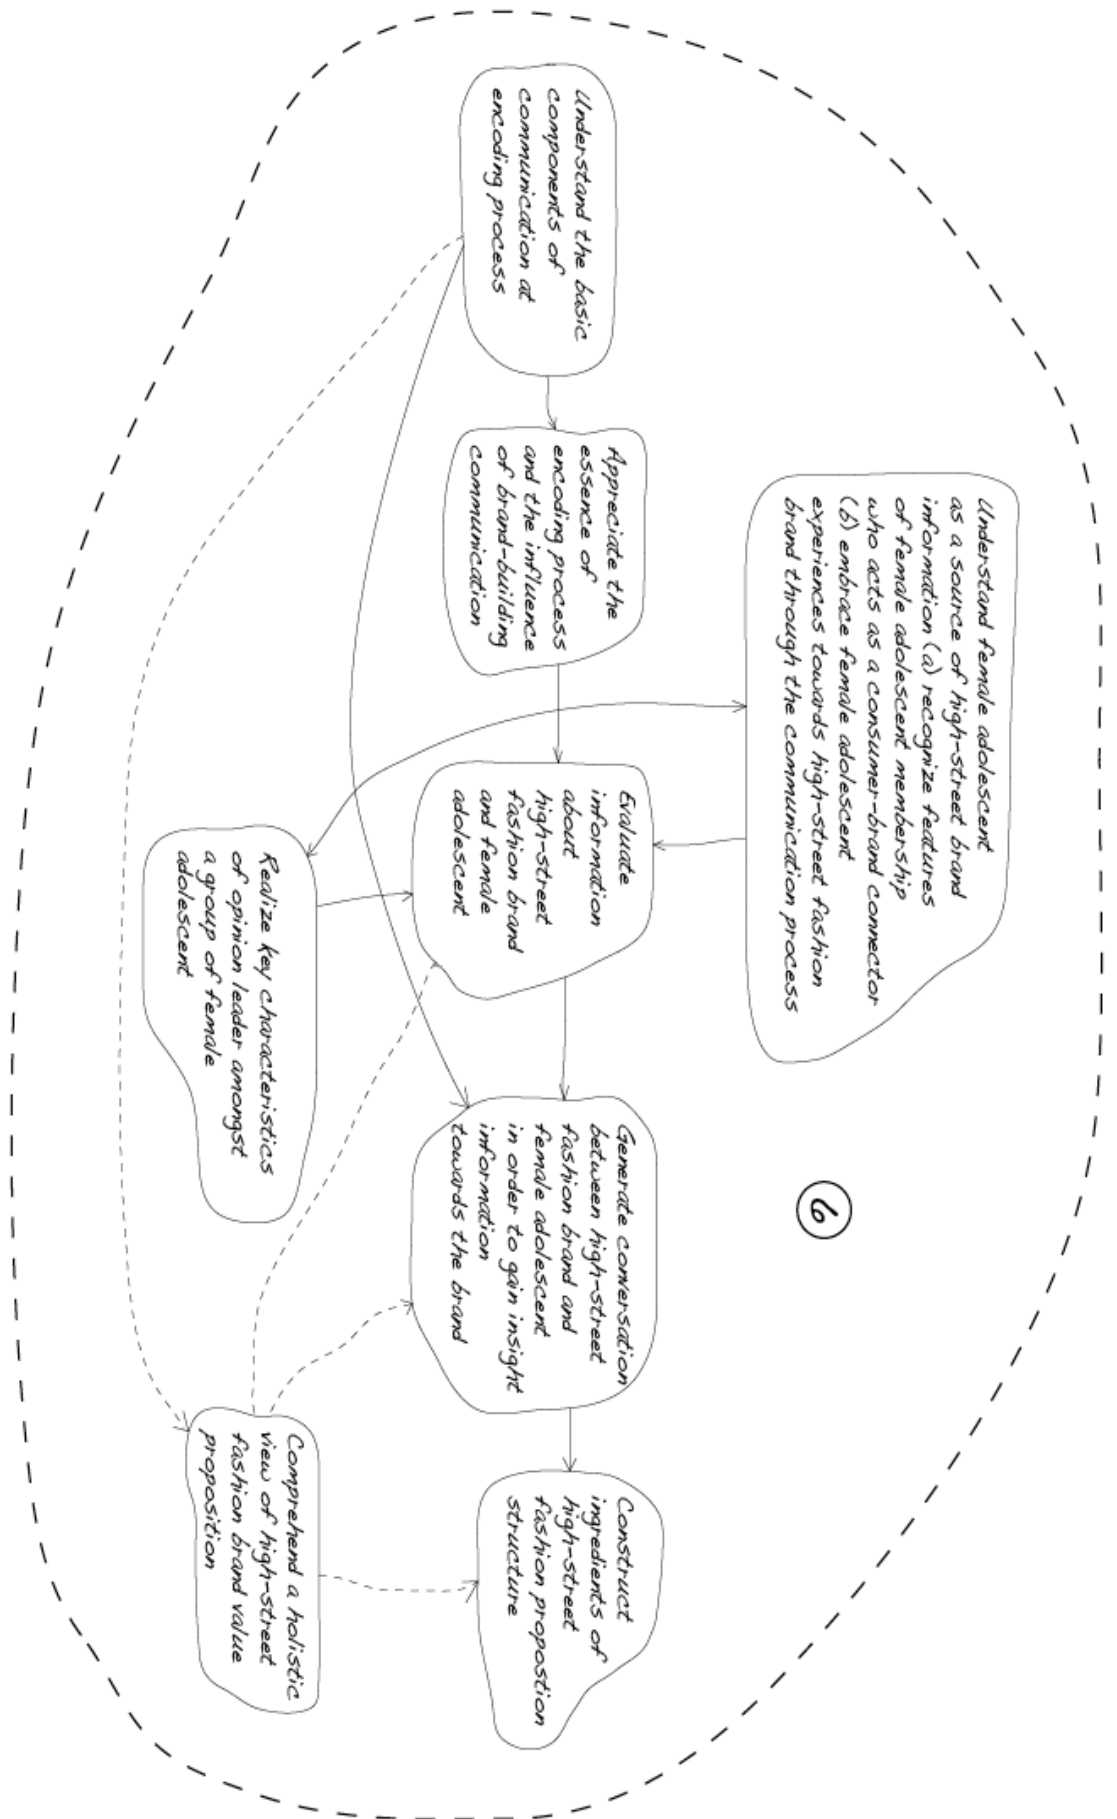 Understand female adolescent
as a source of high-street brand
information (a) recognize features
of female adolescent membership
who acts as a consumer-brand connector
(b) embrace female adolescent
experiences towards high-street fashion
brand through the communication process
6
Understand the basic
components of
communication at
encoding process
Appreciate the
essence of
encoding process
and the influence
of brand-building
communication
Evaluate
information
about
high-street
fashion brand
and female
adolescent
Generate conversation
between high-street
fashion brand and
female adolescent
in order to gain insight
information
towards the brand
Construct
ingredients of
high-street
fashion propostion
structure
Realize key characteristics
of opinion leader amongst
a group of female
adolescent
Comprehend a holistic
view of high-street
fashion brand value
proposition